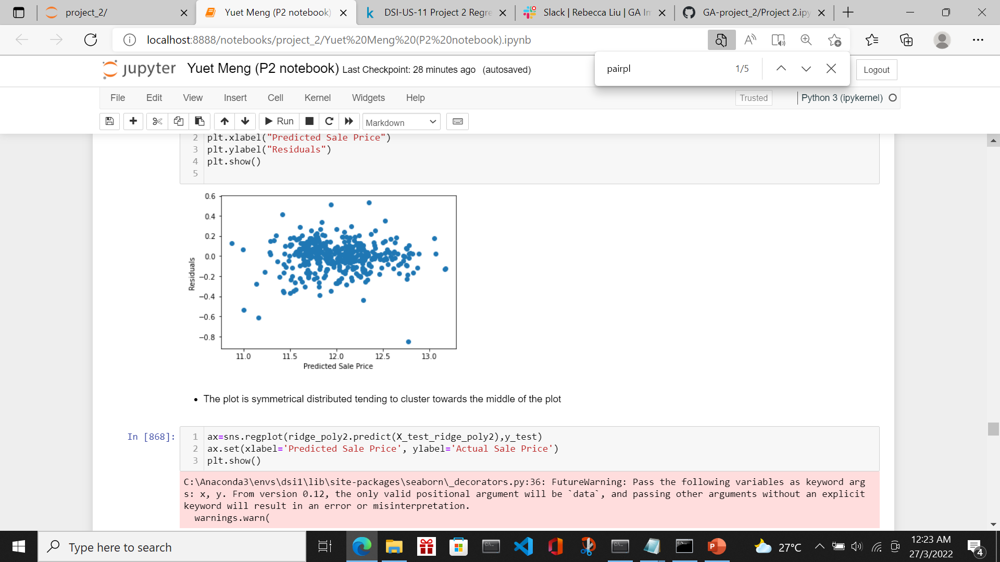 project_2/
Yuet Meng (P2 notebook)
DSI-US-11 Project 2 Regre
Slack | Rebecca Liu | GA In
GA-project_2/Project 2.ipy
localhost:8888/notebooks/project_2/Yuet%20Meng%20(P2%20notebook).ipynb
pairpl
1/5
jupyter
Yuet Meng (P2 notebook) Last Checkpoint: 28 minutes ago (autosaved)
Logout
File Edit View Insert Cell Kernel Widgets Help
Trusted
Python 3 (ipykernel)
Run
Markdown
2 plt.xlabel("Predicted Sale Price")
3 plt.ylabel("Residuals")
4 plt.show()
5
0.6
0.4
0.2
0.0
−0.2
−0.4
−0.6
−0.8
Residuals
11.0 11.5 12.0 12.5 13.0
Predicted Sale Price
• The plot is symmetrical distributed tending to cluster towards the middle of the plot
In [868]:
1 ax=sns.regplot(ridge_poly2.predict(X_test_ridge_poly2),y_test)
2 ax.set(xlabel='Predicted Sale Price', ylabel='Actual Sale Price')
3 plt.show()
C:\Anaconda3\envs\dsi1\lib\site-packages\seaborn\_decorators.py:36: FutureWarning: Pass the following variables as keyword arg
s: x, y. From version 0.12, the only valid positional argument will be `data`, and passing other arguments without an explicit
keyword will result in an error or misinterpretation.
warnings.warn(
Type here to search
27°C
12:23 AM
27/3/2022
4